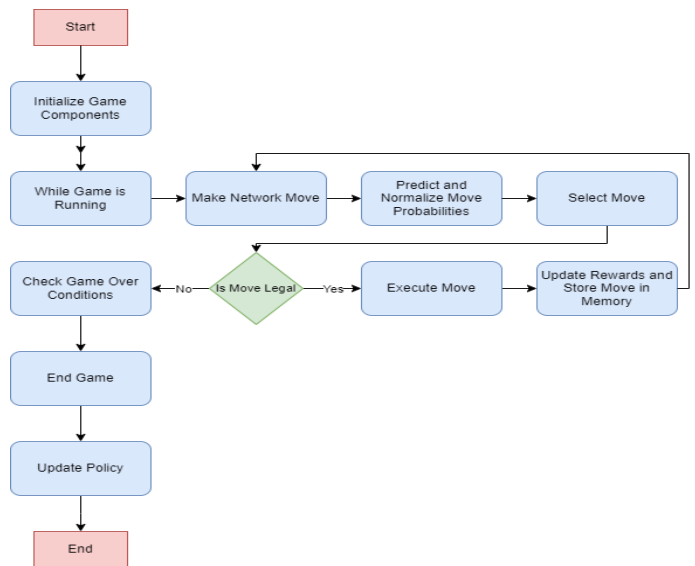 Start
Initialize Game
Components
While Game is
Running
Make Network Move
Predict and
Normalize Move
Probabilities
Select Move
Check Game Over
Conditions
No
Is Move Legal
Yes
Execute Move
Update Rewards and
Store Move in
Memory
End Game
Update Policy
End